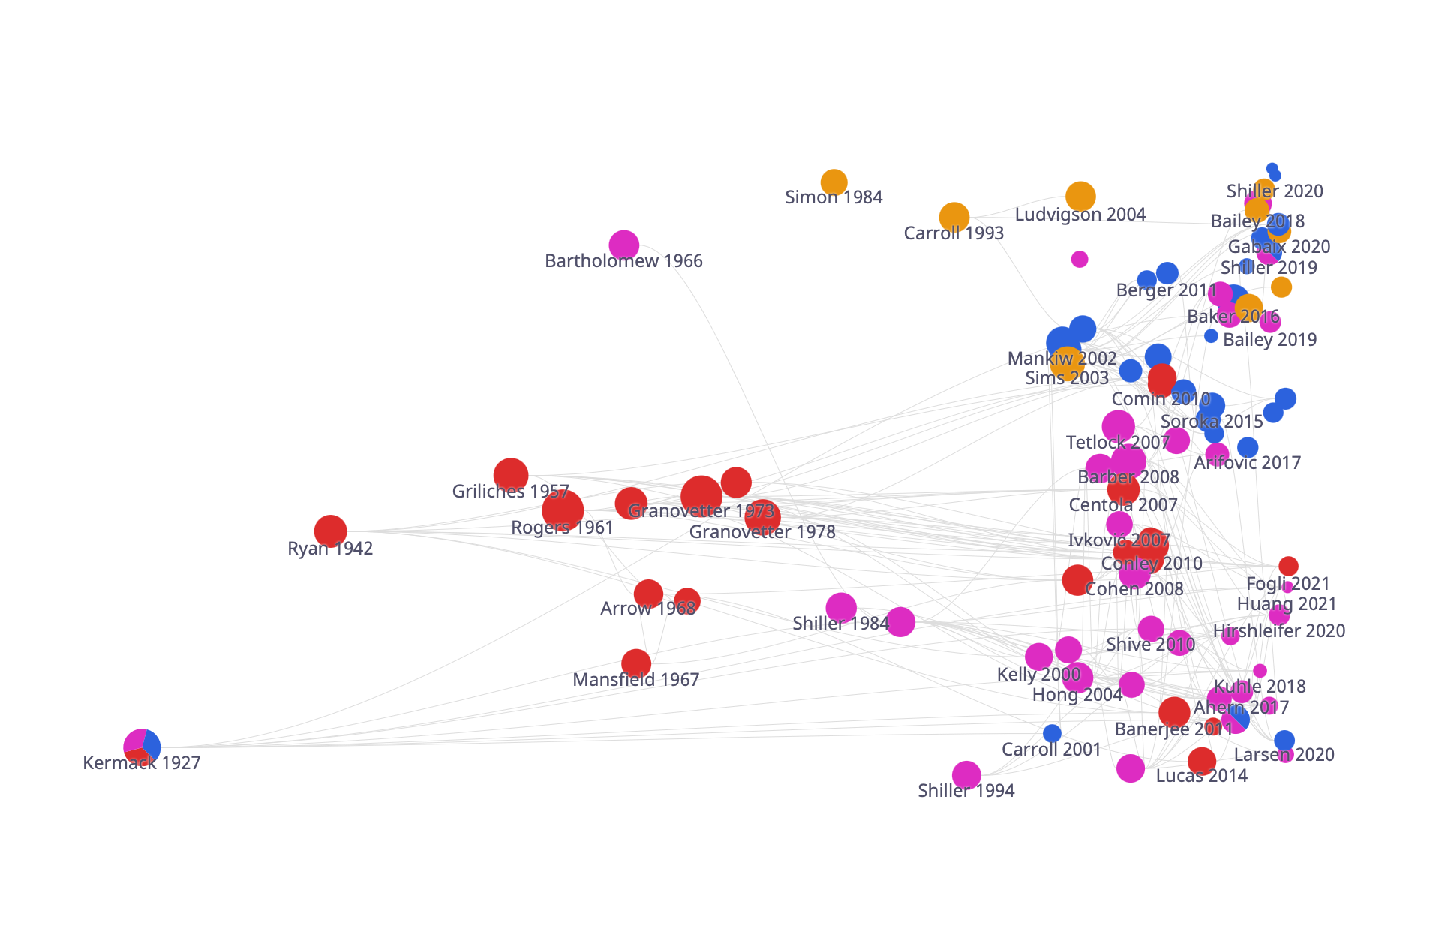 Shiller 2020
Simon 1984
Ludvigson 2004
Bailey 2018
Carroll 1993
Gabaix 2020
Bartholomew 1966
Shiller 2019
Berger 2011
Baker 2016
Bailey 2019
Mankiw 2002
Sims 2003
Comin 2010
Soroka 2015
Tetlock 2007
Arifovic 2017
Barber 2008
Griliches 1957
Centola 2007
Granovetter 1973
Rogers 1961
Granovetter 1978
Ivkovic 2007
Ryan 1942
Conley 2010
Fogli 2021
Cohen 2008
Huang 2021
Arrow 1968
Shiller 1984
Hirshleifer 2020
Shive 2010
Kelly 2000
Mansfield 1967
Kuhle 2018
Hong 2004
Ahern 2017
Banerjee 2011
Carroll 2001
Larsen 2020
Kermack 1927
Lucas 2014
Shiller 1994